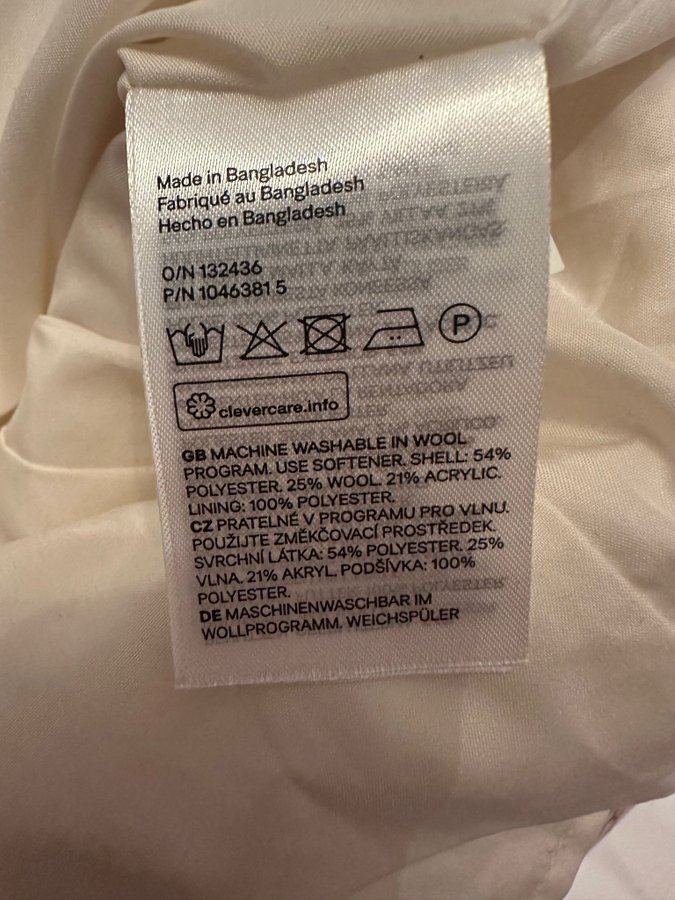 Made in Bangladesh
Fabriqué au Bangladesh
Hecho en Bangladesh
O/N 132436
P/N 1046381 5
P
clevercare.info
GB MACHINE WASHABLE IN WOOL
PROGRAM. USE SOFTENER. SHELL: 54%
POLYESTER. 25% WOOL. 21% ACRYLIC.
LINING: 100% POLYESTER.
CZ PRATELNÉ V PROGRAMU PRO VLNU.
POUŽIJTE ZMĚKČOVACÍ PROSTŘEDEK.
SVRCHNÍ LÁTKA: 54% POLYESTER. 25%
VLNA. 21% AKRYL. PODŠÍVKA: 100%
POLYESTER.
DE MASCHINENWASCHBAR IM
WOLLPROGRAMM. WEICHSPÜLER